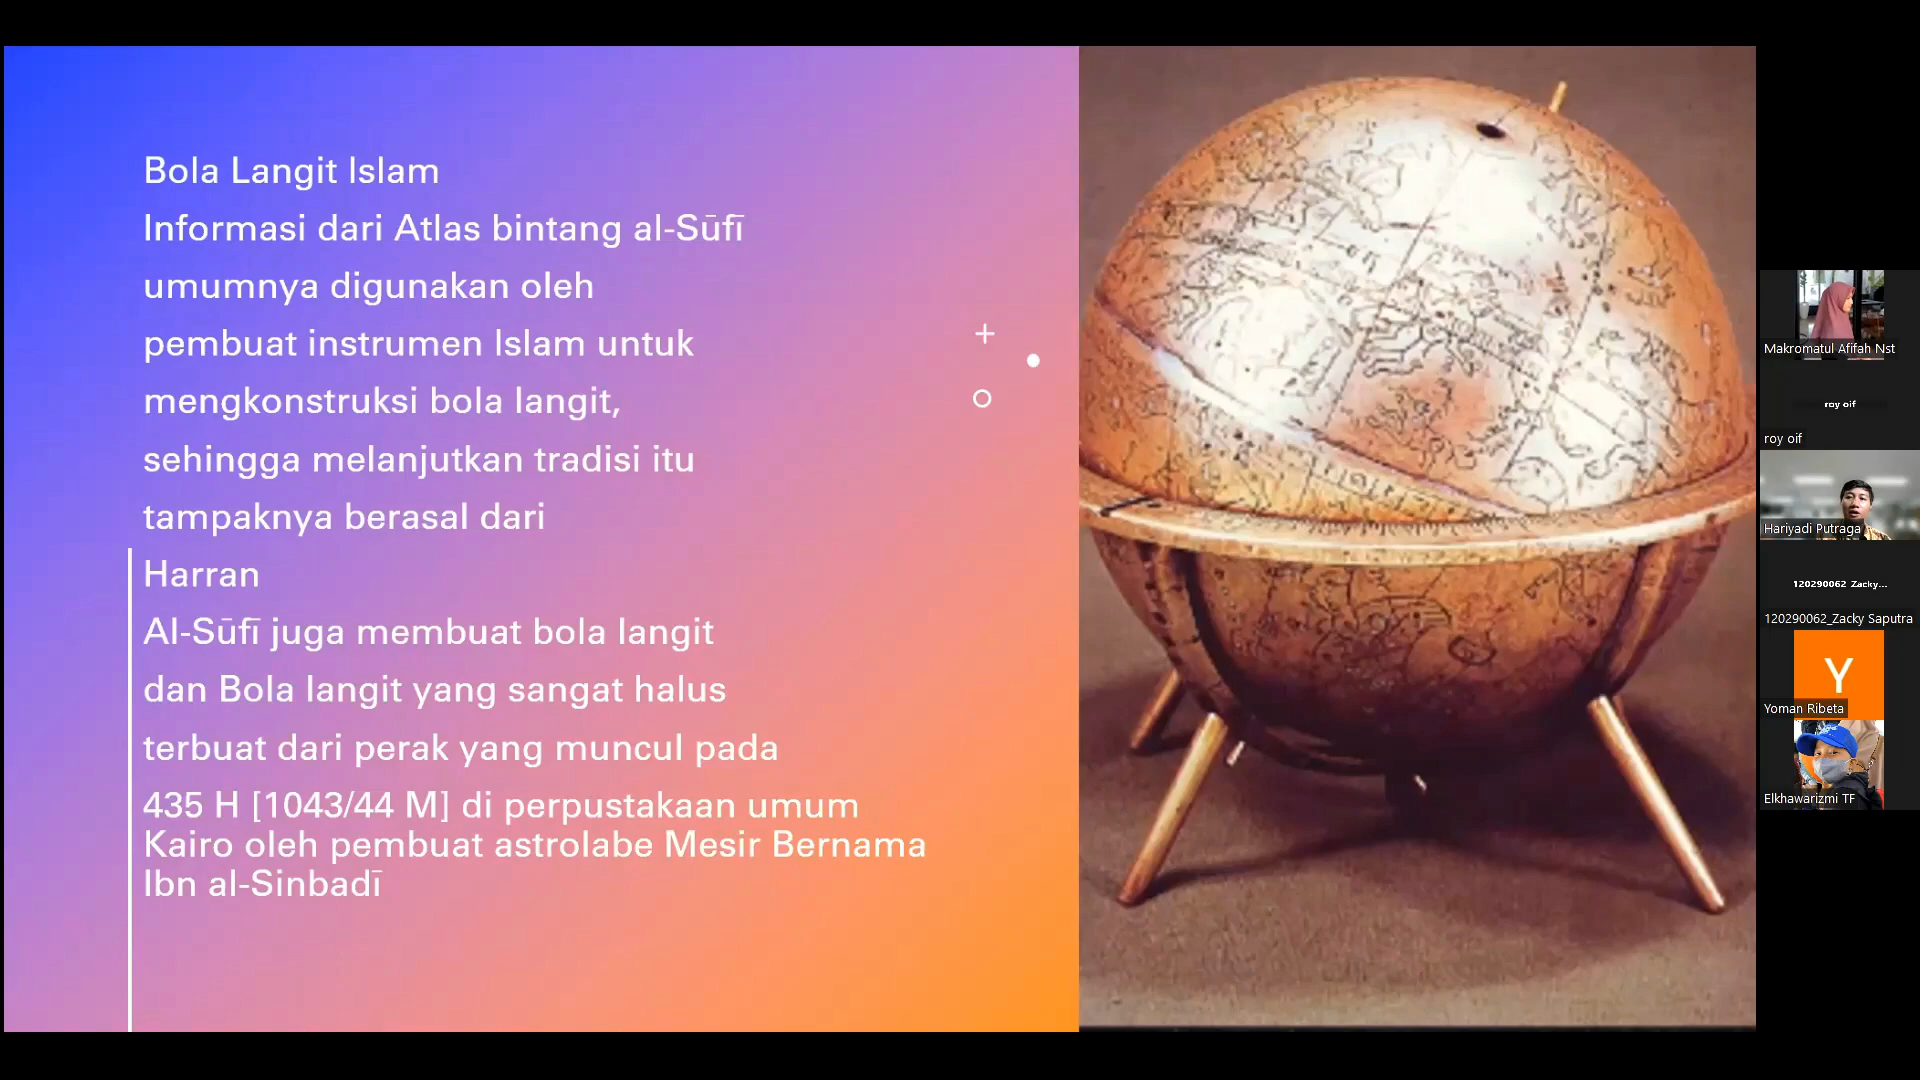 Bola Langit Islam
Informasi dari Atlas bintang al-Sūfī
umumnya digunakan oleh
pembuat instrumen Islam untuk
mengkonstruksi bola langit,
sehingga melanjutkan tradisi itu
tampaknya berasal dari
Harran
Al-Sūfī juga membuat bola langit
dan Bola langit yang sangat halus
terbuat dari perak yang muncul pada
435 H [1043/44 M] di perpustakaan umum
Kairo oleh pembuat astrolabe Mesir Bernama
Ibn al-Sinbadī
Makromatul Afifah Nst
roy oif
roy oif
Hariyadi Putraga
120290062_Zacky...
120290062_Zacky Saputra
Y
Yoman Ribeta
Elkhawarizmi TF